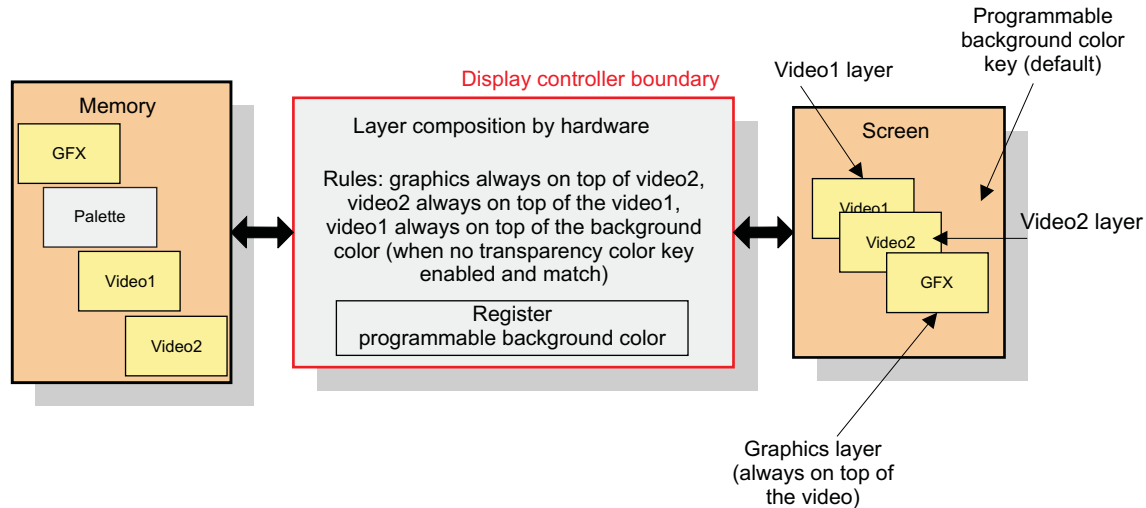 Memory
GFX
Palette
Video1
Video2
Display controller boundary
Layer composition by hardware
Rules: graphics always on top of video2,
video2 always on top of the video1,
video1 always on top of the background
color (when no transparency color key
enabled and match)
Register
programmable background color
Video1 layer
Programmable
background color
key (default)
Screen
Video1
Video2
GFX
Video2 layer
Graphics layer
(always on top of
the video)